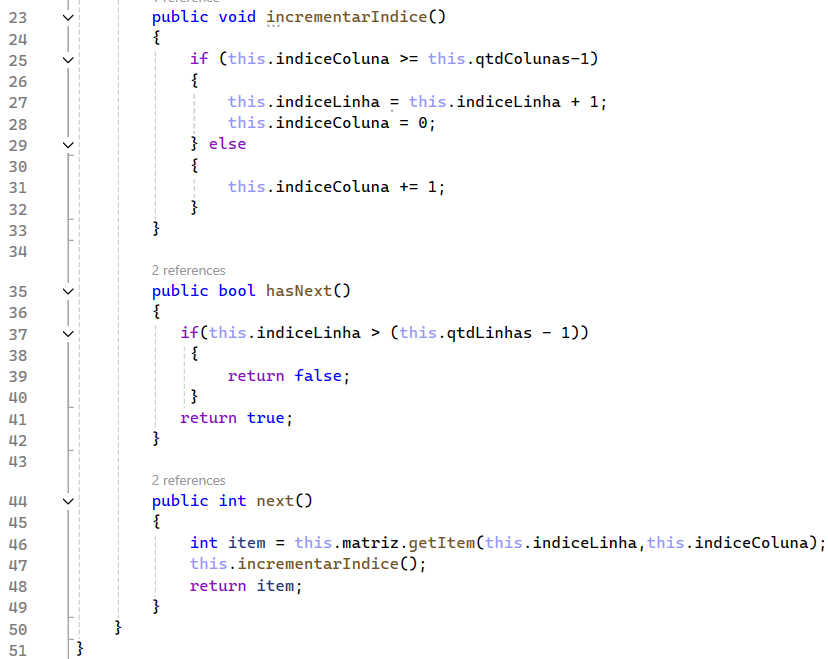 1 reference
23 public void incrementarIndice()
24 {
25 if (this.indiceColuna >= this.qtdColunas-1)
26 {
27 this.indiceLinha = this.indiceLinha + 1;
28 this.indiceColuna = 0;
29 } else
30 {
31 this.indiceColuna += 1;
32 }
33 }
34
2 references
35 public bool hasNext()
36 {
37 if(this.indiceLinha > (this.qtdLinhas - 1))
38 {
39 return false;
40 }
41 return true;
42 }
43
2 references
44 public int next()
45 {
46 int item = this.matriz.getItem(this.indiceLinha,this.indiceColuna);
47 this.incrementarIndice();
48 return item;
49 }
50 }
51 }